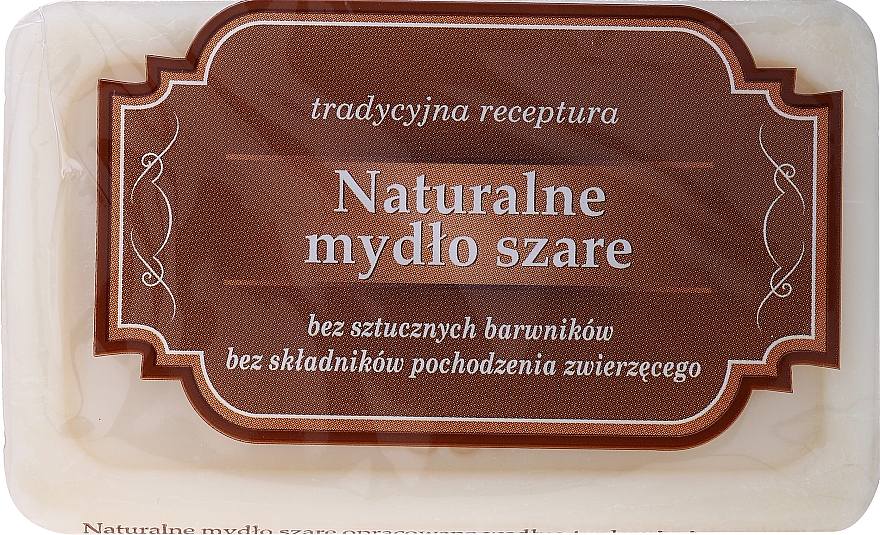 tradycyjna receptura
Naturalne
mydło szare
bez sztucznych barwników
bez składników pochodzenia zwierzęcego
Naturalne mydło szare